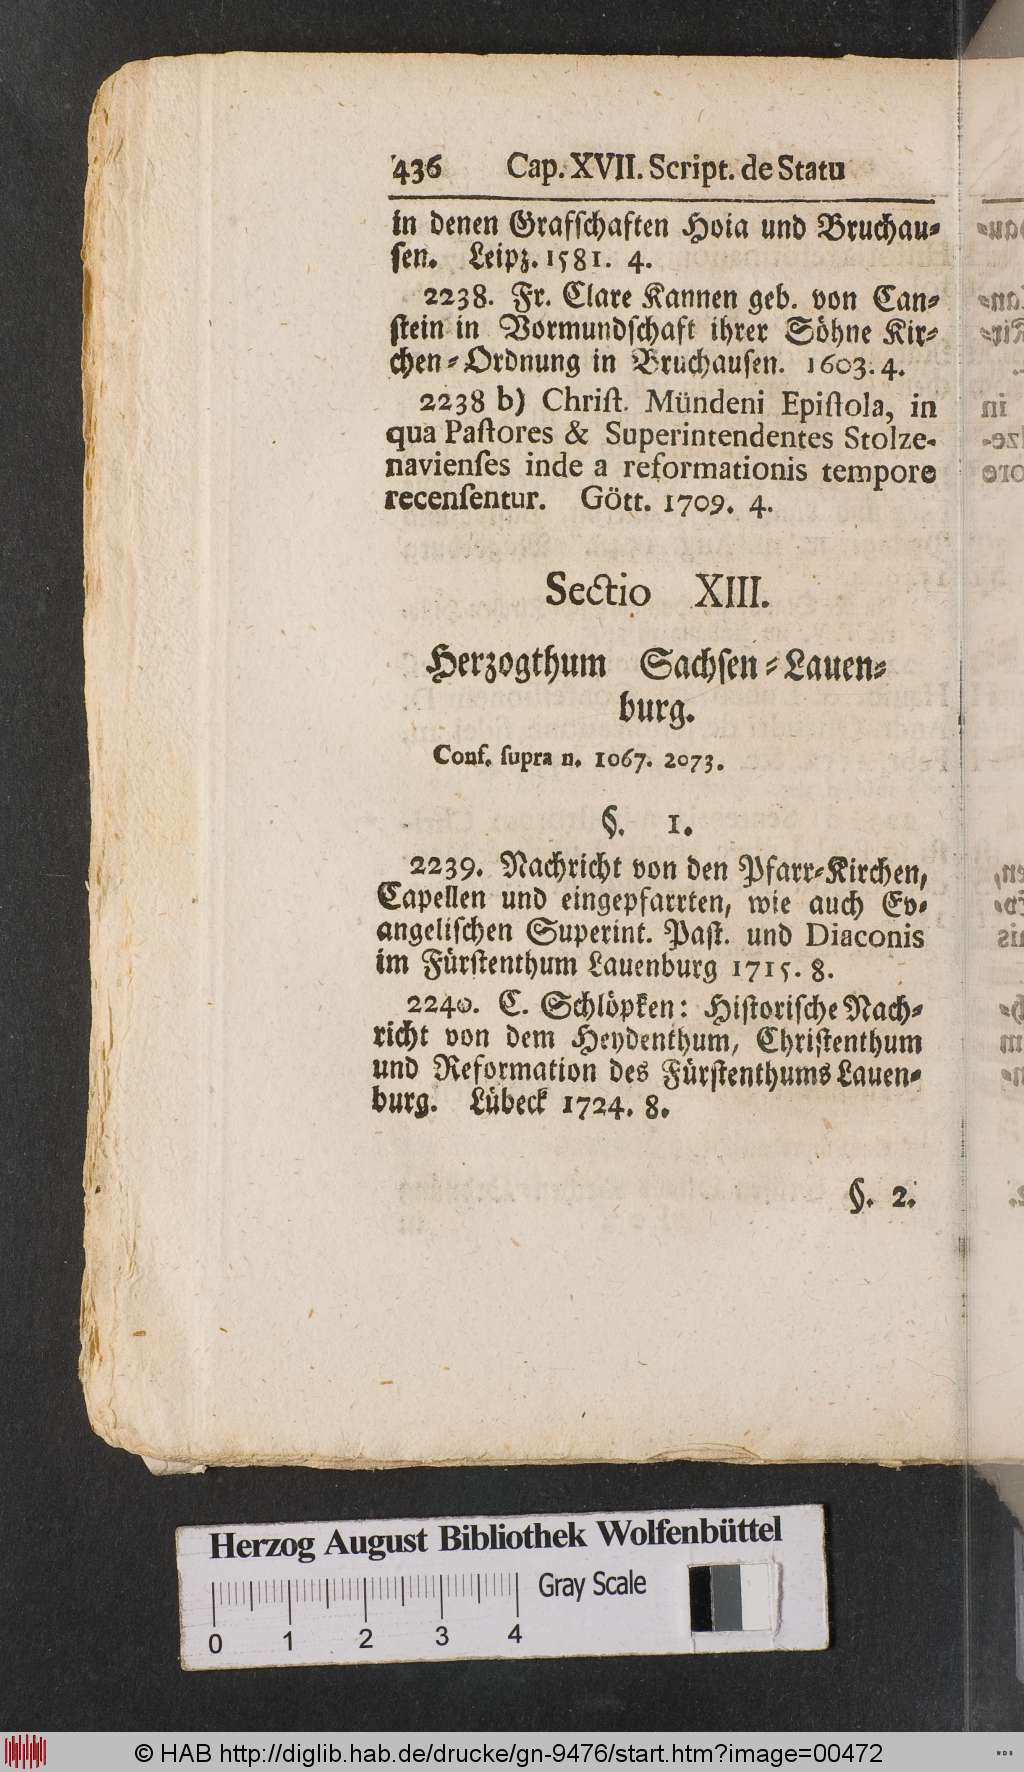 436 Cap. XVII. Script. de Statu
in denen Grafſchaften Hoia und Bruchau⸗
ſen. Leipz. 1581. 4.
2238. Fr. Clare Kannen geb. von Can⸗
ſtein in Vormundſchaft ihrer Söhne Kir⸗
chen⸗Ordnung in Bruchauſen. 1603. 4.
2238 b) Chriſt. Mündeni Epiſtola, in
qua Paſtores & Superintendentes Stolze-
navienſes inde a reformationis tempore
recenſentur. Gött. 1709. 4.
Sectio XIII.
Herzogthum Sachſen⸗Lauen⸗
burg.
Conf. ſupra n. 1067. 2073.
§. 1.
2239. Nachricht von den Pfarr⸗Kirchen,
Capellen und eingepfarrten, wie auch Ev⸗
angeliſchen Superint. Paſt. und Diaconis
im Fürſtenthum Lauenburg 1715. 8.
2240. C. Schlöpken: Hiſtoriſche Nach⸗
richt von dem Heydenthum, Chriſtenthum
und Reformation des Fürſtenthums Lauen⸗
burg. Lübeck 1724. 8.
§. 2.
Herzog August Bibliothek Wolfenbüttel
Gray Scale
0 1 2 3 4
© HAB http://diglib.hab.de/drucke/gn-9476/start.htm?image=00472